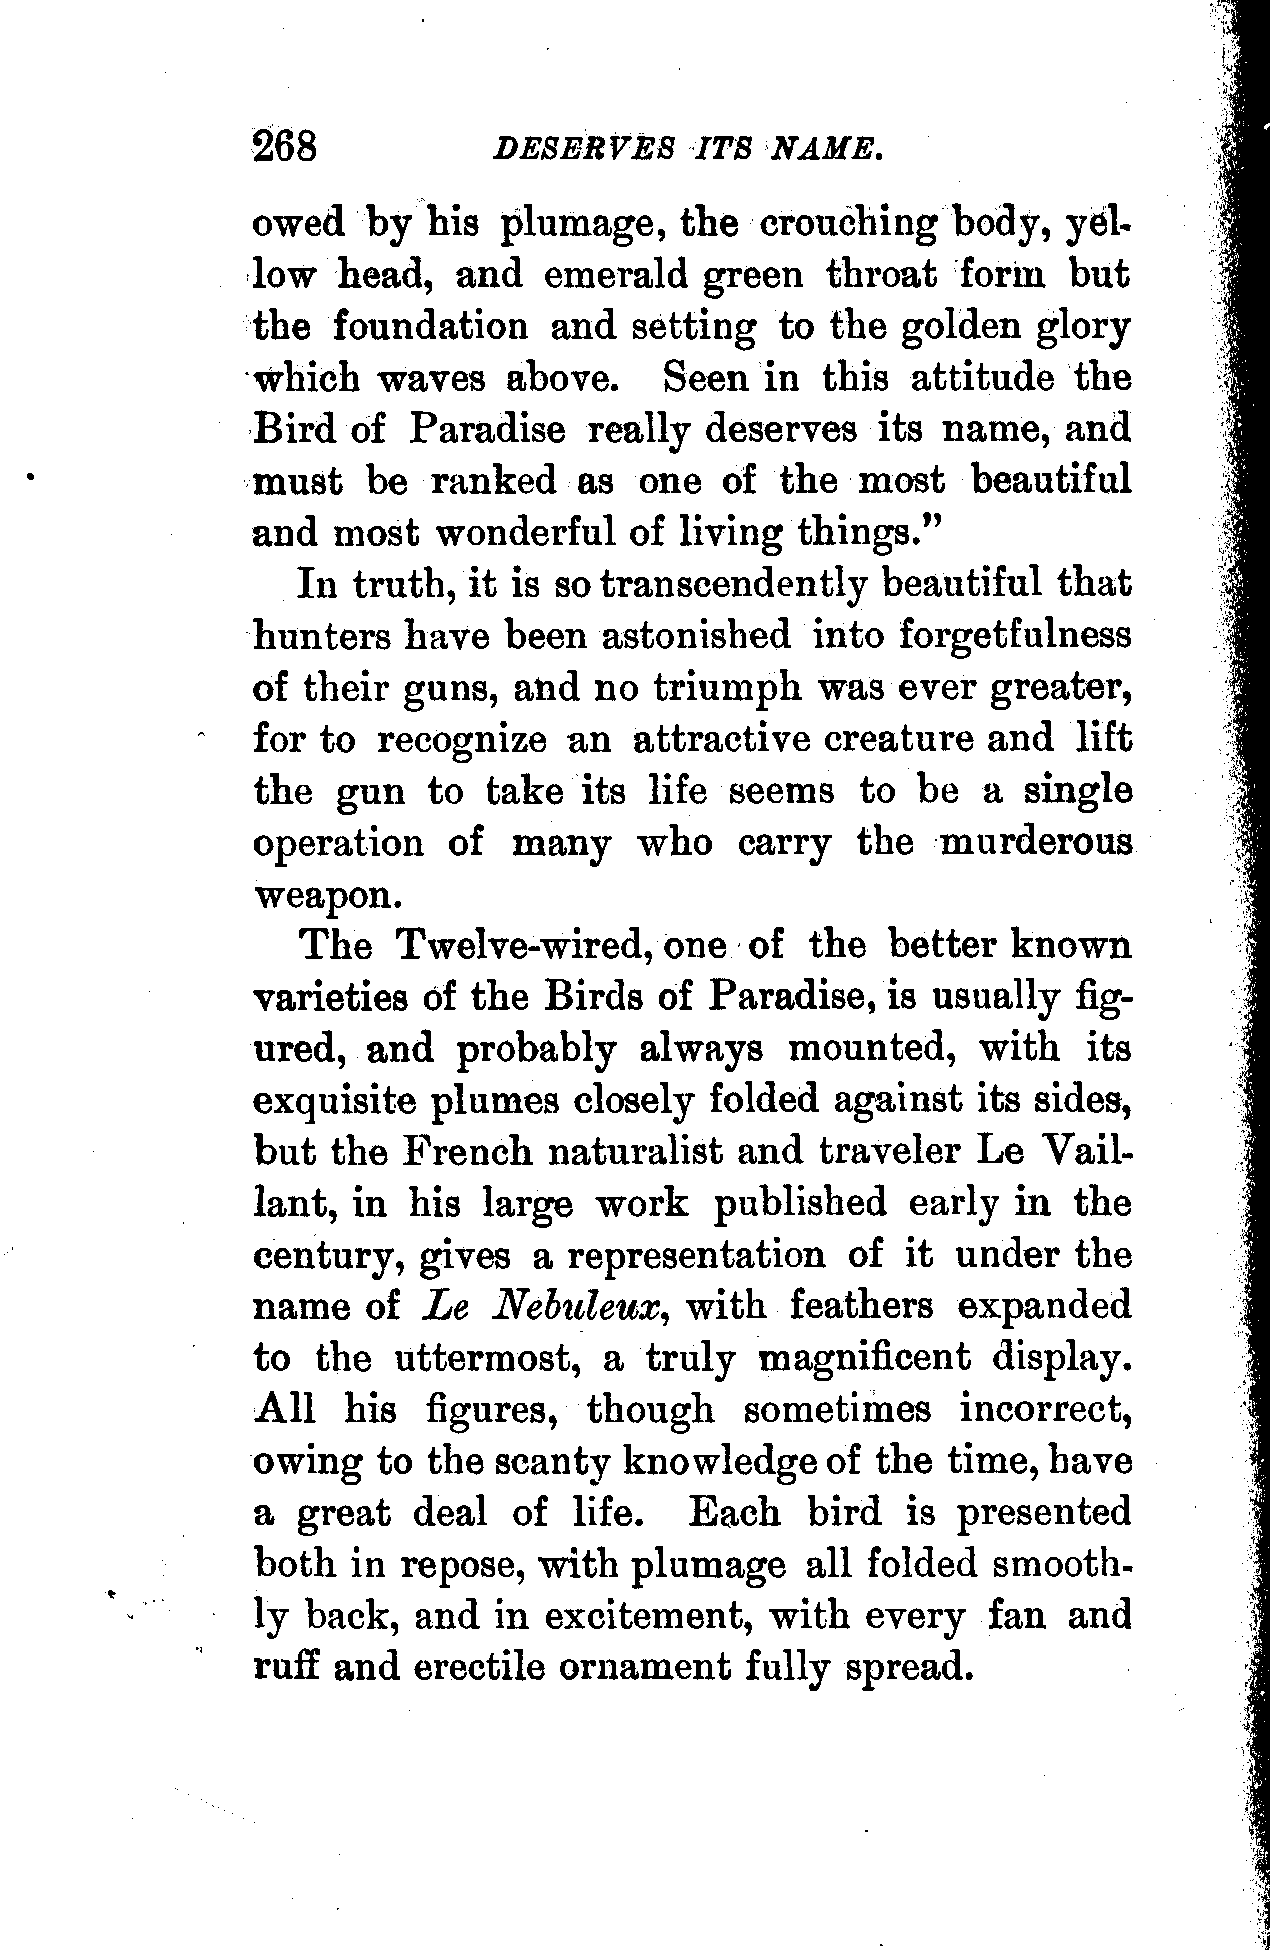 268 DESERVES ITS NAME.
owed by his plumage, the crouching body, yel-
low head, and emerald green throat form but
the foundation and setting to the golden glory
which waves above. Seen in this attitude the
Bird of Paradise really deserves its name, and
must be ranked as one of the most beautiful
and most wonderful of living things."
In truth, it is so transcendently beautiful that
hunters have been astonished into forgetfulness
of their guns, and no triumph was ever greater,
for to recognize an attractive creature and lift
the gun to take its life seems to be a single
operation of many who carry the murderous
weapon.
The Twelve-wired, one of the better known
varieties of the Birds of Paradise, is usually fig-
ured, and probably always mounted, with its
exquisite plumes closely folded against its sides,
but the French naturalist and traveler Le Vail-
lant, in his large work published early in the
century, gives a representation of it under the
name of Le Nebuleux, with feathers expanded
to the uttermost, a truly magnificent display.
All his figures, though sometimes incorrect,
owing to the scanty knowledge of the time, have
a great deal of life. Each bird is presented
both in repose, with plumage all folded smooth-
ly back, and in excitement, with every fan and
ruff and erectile ornament fully spread.